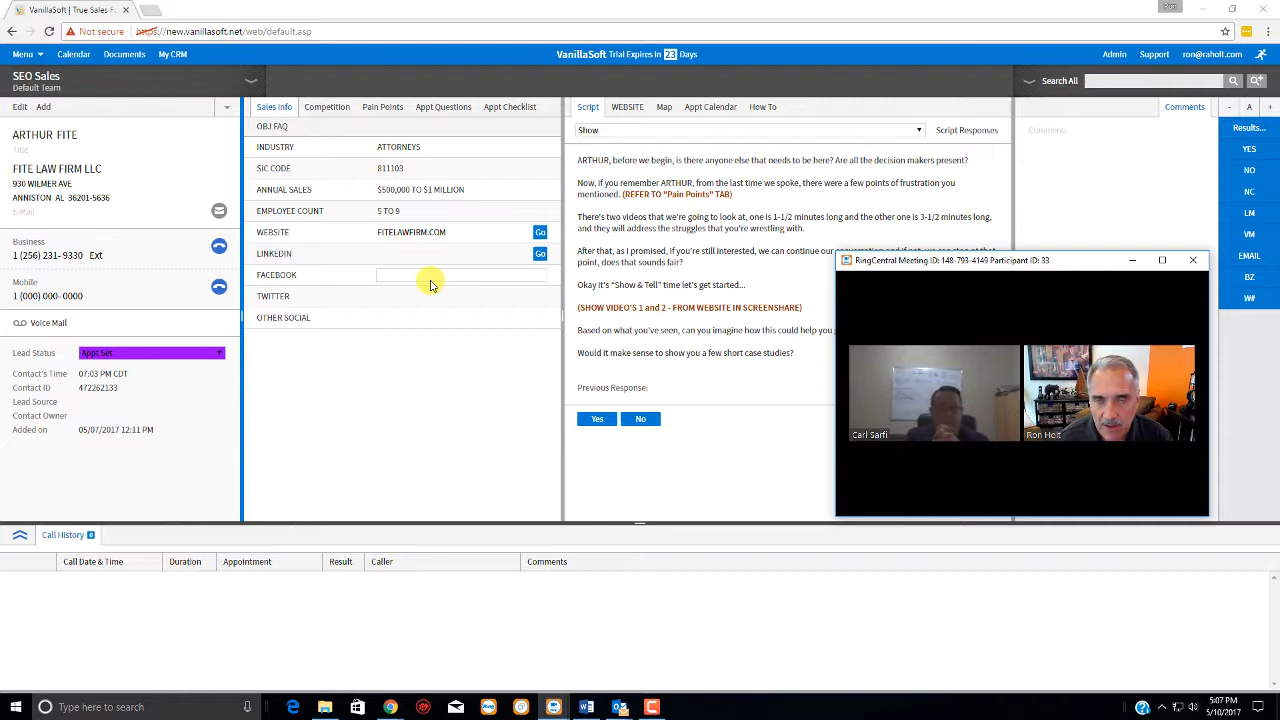 VanillaSoft | True Sales F
Ron
Not secure
https://new.vanillasoft.net/web/default.asp
Menu
Calendar
Documents
My CRM
VanillaSoft Trial Expires in 23 Days
Admin
Support
ron@raholt.com
SEO Sales
Default Team
Search All
Edit
Add
Sales Info
Competition
Pain Points
Appt Questions
Appt Checklist
Script
WEBSITE
Map
Appt Calendar
How To
Comments
-
A
+
ARTHUR FITE
Title
FITE LAW FIRM LLC
930 WILMER AVE
ANNISTON AL 36201-5636
E-Mail
Business
1 (256) 231- 9330 Ext
Mobile
1 (000) 000- 0000
Voice Mail
Lead Status
Appt Set
Contact's Time
07:03 PM CDT
Contact ID
472262133
Lead Source
Contact Owner
Added on
05/07/2017 12:11 PM
OBJ FAQ
INDUSTRY
ATTORNEYS
SIC CODE
811103
ANNUAL SALES
$500,000 TO $1 MILLION
EMPLOYEE COUNT
5 TO 9
WEBSITE
FITELAWFIRM.COM
Go
LINKEDIN
Go
FACEBOOK
TWITTER
OTHER SOCIAL
Show
Script Responses
ARTHUR, before we begin, is there anyone else that needs to be here? Are all the decision makers present?
Now, if you remember ARTHUR, from the last time we spoke, there were a few points of frustration you
mentioned. (REFER TO "Pain Points" TAB)
There's two videos that we're going to look at, one is 1-1/2 minutes long and the other one is 3-1/2 minutes long,
and they will address the struggles that you're wrestling with.
After that, as I promised, if you're still interested, we can continue our
point, does that sounds fair?
Okay it's "Show & Tell" time let's get started...
(SHOW VIDEO'S 1 and 2 - FROM WEBSITE IN SCREENSHARE)
Based on what you've seen, can you imagine how this could help you
Would it make sense to show you a few short case studies?
Previous Response:
Yes
No
Comments
Results...
YES
NO
NC
LM
VM
EMAIL
BZ
W#
RingCentral Meeting ID: 148-793-4149 Participant ID: 33
Carl Sarfi
Ron Holt
Call History 0
Call Date & Time
Duration
Appointment
Result
Caller
Comments
Type here to search
5:07 PM
5/10/2017